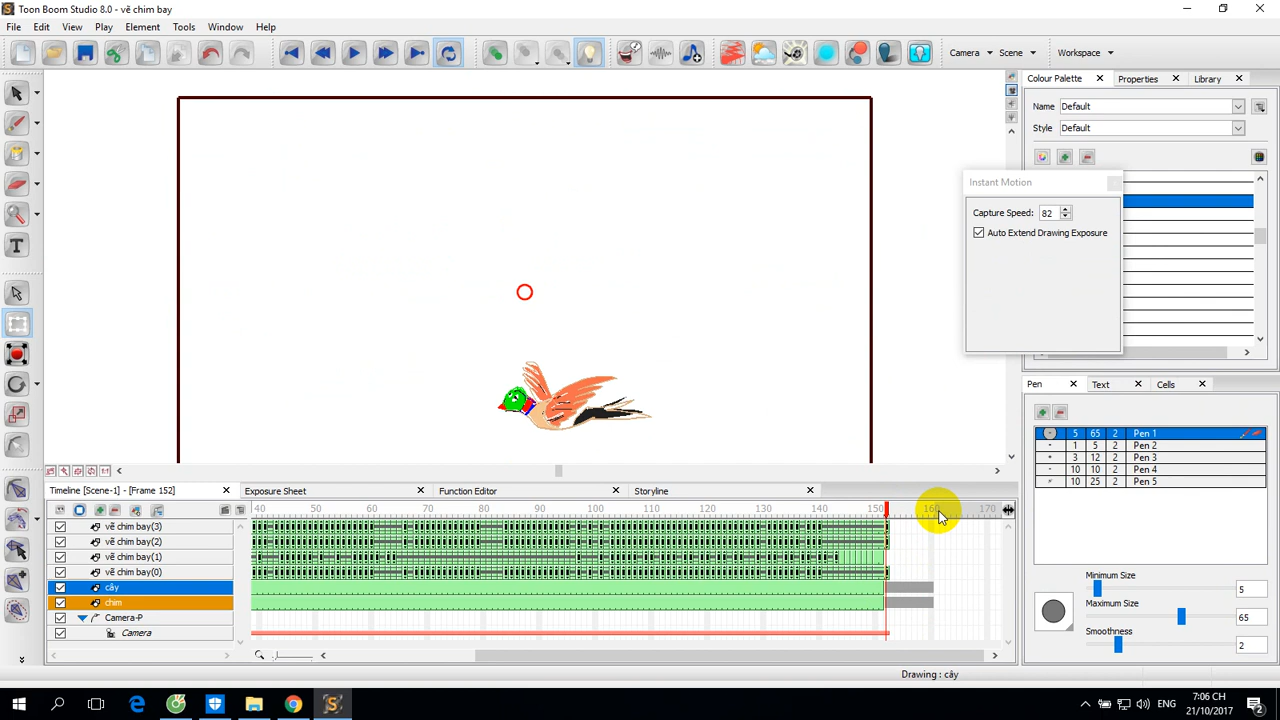 Toon Boom Studio 8.0 - vẽ chim bay
File Edit View Play Element Tools Window Help
Camera Scene Workspace
Colour Palette Properties Library
Name Default
Style Default
Instant Motion
Capture Speed: 82
Auto Extend Drawing Exposure
Pen Text Cells
5 65 2 Pen 1
1 5 2 Pen 2
3 12 2 Pen 3
10 10 2 Pen 4
10 25 2 Pen 5
Timeline [Scene-1] - [Frame 152] Exposure Sheet Function Editor Storyline
40 50 60 70 80 90 100 110 120 130 140 150 160 170
vẽ chim bay(3)
vẽ chim bay(2)
vẽ chim bay(1)
vẽ chim bay(0)
cây
chim
Camera-P
Camera
Minimum Size
5
Maximum Size
65
Smoothness
2
Drawing : cây
7:06 CH
21/10/2017
2